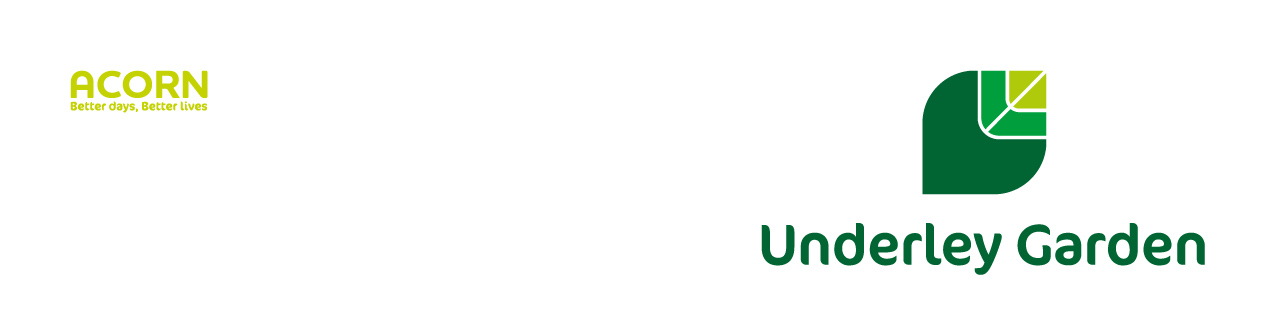 ACORN
Better days, Better lives
Underley Garden